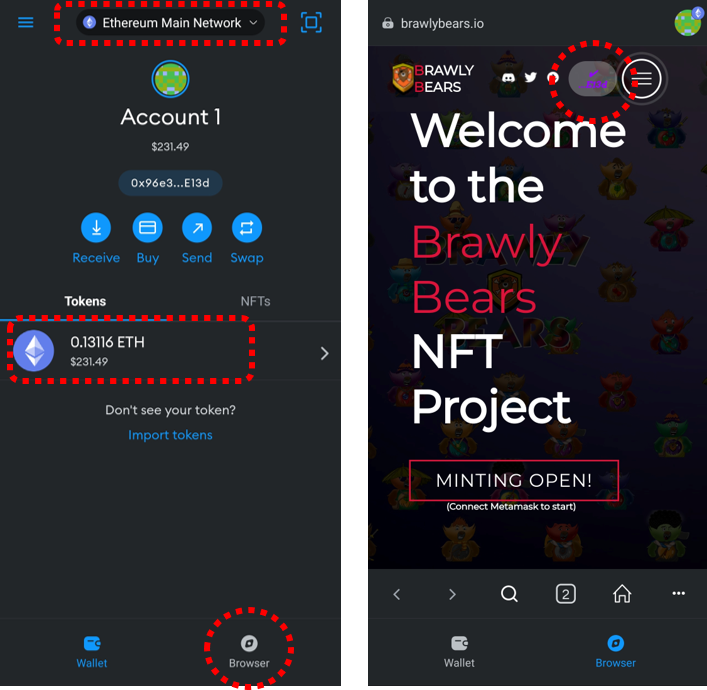 Ethereum Main Network
Account 1
$231.49
0x96e3...E13d
Receive
Buy
Send
Swap
Tokens
NFTs
0.13116 ETH
$231.49
Don't see your token?
Import tokens
Wallet
Browser
brawlybears.io
BRAWLY
BEARS
Welcome
to the
Brawly
Bears
NFT
Project
MINTING OPEN!
(Connect Metamask to start)
2
Wallet
Browser